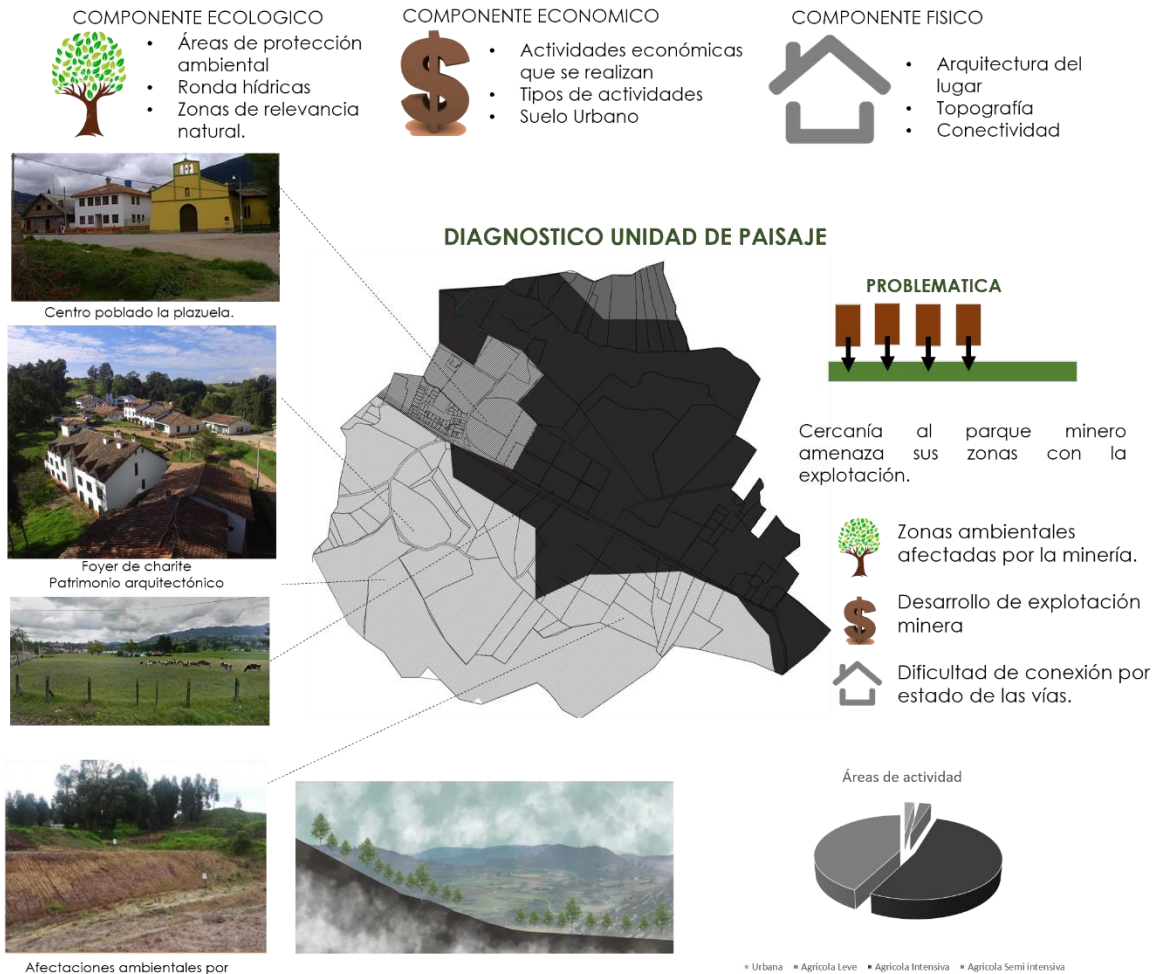 COMPONENTE ECOLOGICO
• Áreas de protección
ambiental
• Ronda hídricas
• Zonas de relevancia
natural.
COMPONENTE ECONOMICO
• Actividades económicas
que se realizan
• Tipos de actividades
• Suelo Urbano
COMPONENTE FISICO
• Arquitectura del
lugar
• Topografía
• Conectividad
Centro poblado la plazuela.
Foyer de charite
Patrimonio arquitectónico
Afectaciones ambientales por
DIAGNOSTICO UNIDAD DE PAISAJE
PROBLEMATICA
Cercanía al parque minero
amenaza sus zonas con la
explotación.
Zonas ambientales
afectadas por la minería.
Desarrollo de explotación
minera
Dificultad de conexión por
estado de las vías.
Áreas de actividad
Urbana Agricola Leve Agricola Intensiva Agricola Semi intensiva